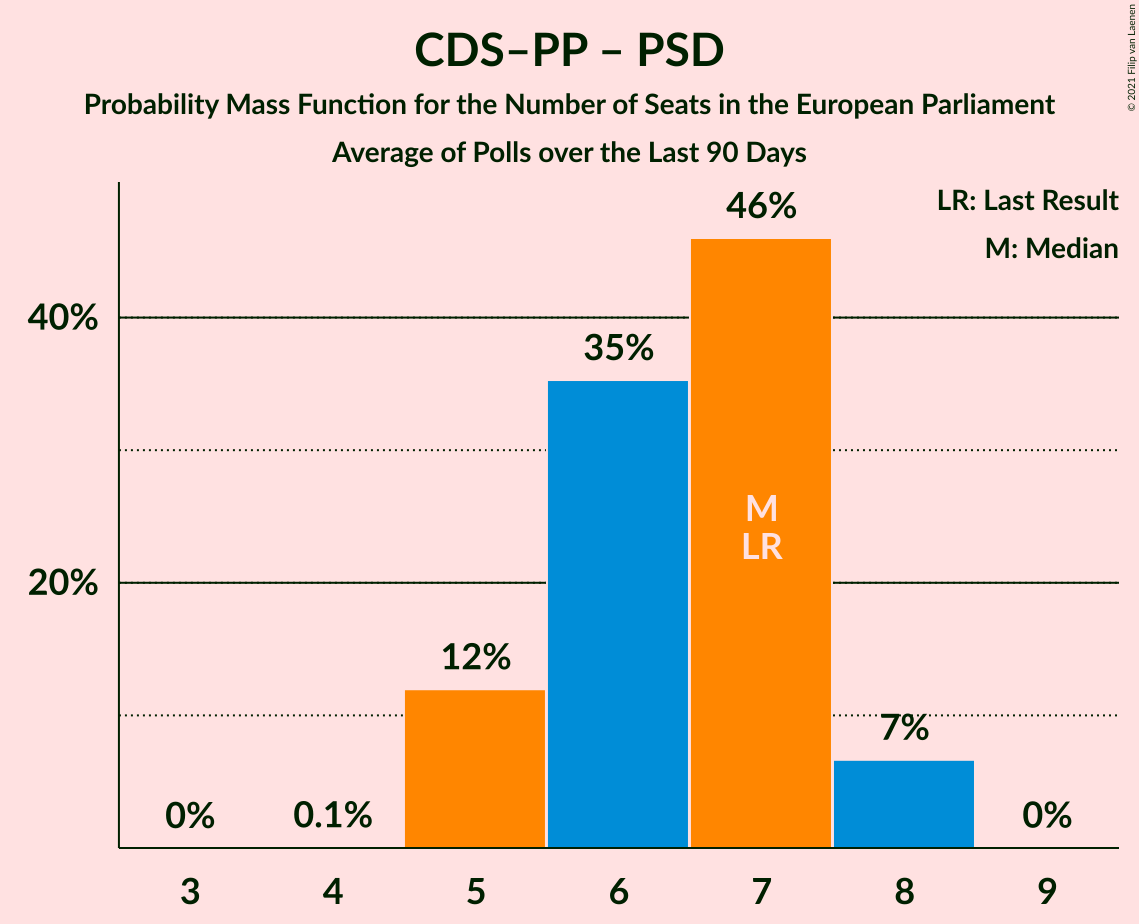 CDS–PP – PSD
Probability Mass Function for the Number of Seats in the European Parliament
Average of Polls over the Last 90 Days
© 2021 Filip van Laenen
LR: Last Result
M: Median
46%
40%
35%
M
LR
20%
12%
7%
0%
0.1%
0%
3
4
5
6
7
8
9